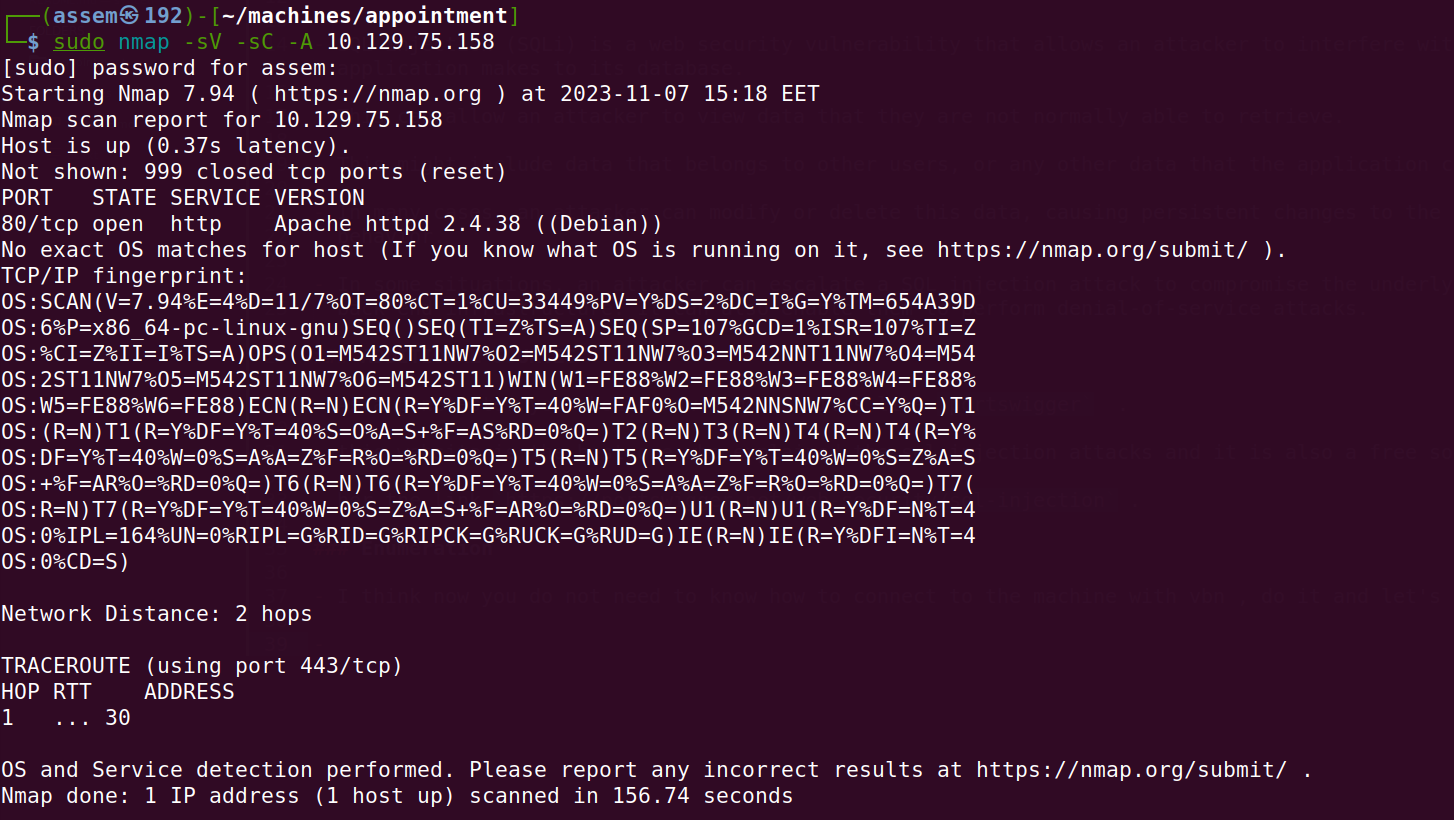 ┌──(assem㉿192)-[~/machines/appointment]
└─$ sudo nmap -sV -sC -A 10.129.75.158
[sudo] password for assem:
Starting Nmap 7.94 ( https://nmap.org ) at 2023-11-07 15:18 EET
Nmap scan report for 10.129.75.158
Host is up (0.37s latency).
Not shown: 999 closed tcp ports (reset)
PORT   STATE SERVICE VERSION
80/tcp open  http    Apache httpd 2.4.38 ((Debian))
No exact OS matches for host (If you know what OS is running on it, see https://nmap.org/submit/ ).
TCP/IP fingerprint:
OS:SCAN(V=7.94%E=4%D=11/7%OT=80%CT=1%CU=33449%PV=Y%DS=2%DC=I%G=Y%TM=654A39D
OS:6%P=x86_64-pc-linux-gnu)SEQ()SEQ(TI=Z%TS=A)SEQ(SP=107%GCD=1%ISR=107%TI=Z
OS:%CI=Z%II=I%TS=A)OPS(O1=M542ST11NW7%O2=M542ST11NW7%O3=M542NNT11NW7%O4=M54
OS:2ST11NW7%O5=M542ST11NW7%O6=M542ST11)WIN(W1=FE88%W2=FE88%W3=FE88%W4=FE88%
OS:W5=FE88%W6=FE88)ECN(R=N)ECN(R=Y%DF=Y%T=40%W=FAF0%O=M542NNSNW7%CC=Y%Q=)T1
OS:(R=N)T1(R=Y%DF=Y%T=40%S=O%A=S+%F=AS%RD=0%Q=)T2(R=N)T3(R=N)T4(R=N)T4(R=Y%
OS:DF=Y%T=40%W=0%S=A%A=Z%F=R%O=%RD=0%Q=)T5(R=N)T5(R=Y%DF=Y%T=40%W=0%S=Z%A=S
OS:+%F=AR%O=%RD=0%Q=)T6(R=N)T6(R=Y%DF=Y%T=40%W=0%S=A%A=Z%F=R%O=%RD=0%Q=)T7(
OS:R=N)T7(R=Y%DF=Y%T=40%W=0%S=Z%A=S+%F=AR%O=%RD=0%Q=)U1(R=N)U1(R=Y%DF=N%T=4
OS:0%IPL=164%UN=0%RIPL=G%RID=G%RIPCK=G%RUCK=G%RUD=G)IE(R=N)IE(R=Y%DFI=N%T=4
OS:0%CD=S)

Network Distance: 2 hops

TRACEROUTE (using port 443/tcp)
HOP RTT    ADDRESS
1   ... 30

OS and Service detection performed. Please report any incorrect results at https://nmap.org/submit/ .
Nmap done: 1 IP address (1 host up) scanned in 156.74 seconds